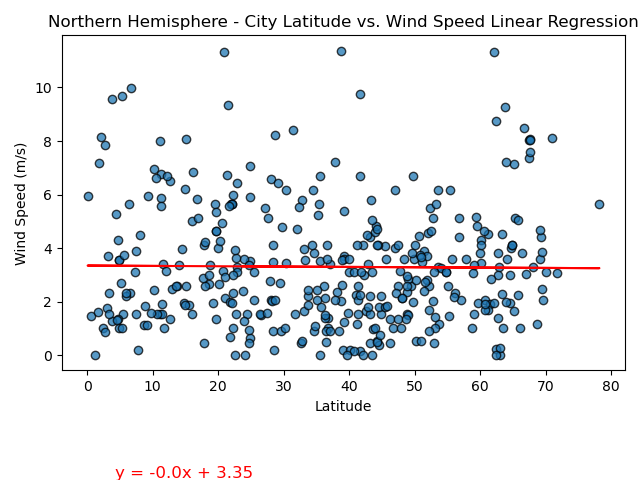 Northern Hemisphere - City Latitude vs. Wind Speed Linear Regression
Wind Speed (m/s)
10
8
6
4
2
0
0 10 20 30 40 50 60 70 80
Latitude
y = -0.0x + 3.35